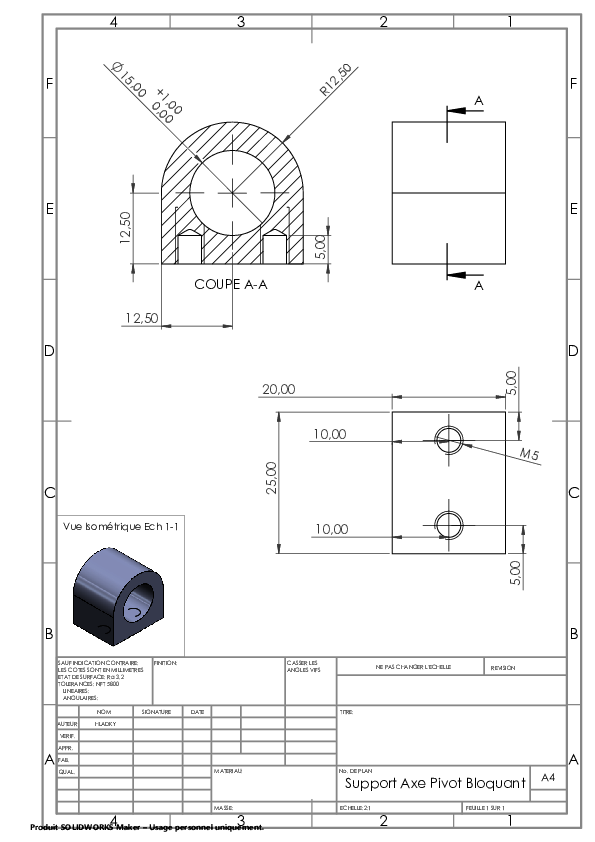 4 3 2 1
F F
Ø15,00 +1,00 0,00
R12,50
A
E E
12,50
5,00
COUPE A-A
A
12,50
D D
20,00
5,00
10,00
M5
25,00
C C
10,00
5,00
Vue Isométrique Ech 1-1
B B
SAUF INDICATION CONTRAIRE:
LES COTES SONT EN MILLIMETRES
ETAT DE SURFACE: Ra 3,2
TOLERANCES: NFT 5800
LINEAIRES:
ANGULAIRES:
FINITION:
CASSER LES
ANGLES VIFS
NE PAS CHANGER L'ECHELLE
REVISION
NOM SIGNATURE DATE
TITRE:
AUTEUR HLADKY
VERIF.
APPR.
FAB.
A A
QUAL.
MATERIAU:
No. DE PLAN
Support Axe Pivot Bloquant
A4
MASSE:
ECHELLE:2:1
FEUILLE 1 SUR 1
4 3 2 1
Produit SOLIDWORKS Maker – Usage personnel uniquement.